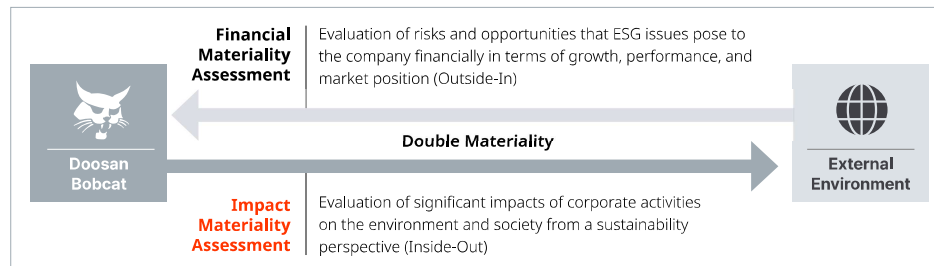 Financial
Materiality
Assessment
Evaluation of risks and opportunities that ESG issues pose to
the company financially in terms of growth, performance, and
market position (Outside-In)
Doosan
Bobcat
Double Materiality
External
Environment
Impact
Materiality
Assessment
Evaluation of significant impacts of corporate activities
on the environment and society from a sustainability
perspective (Inside-Out)